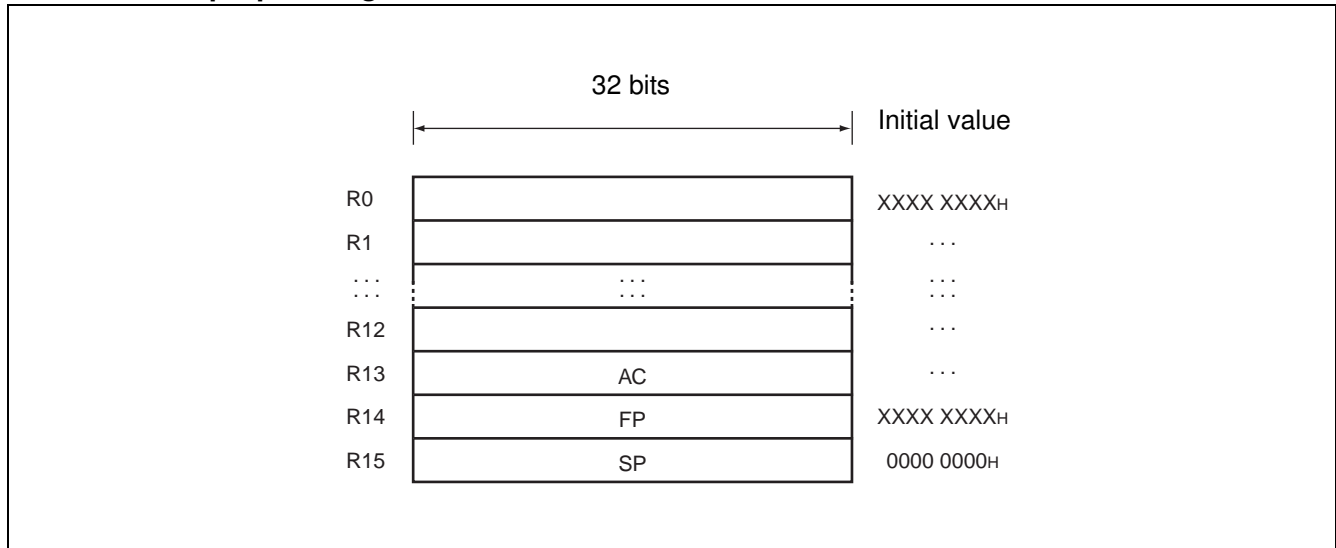 32 bits
Initial value
R0 XXXX XXXXH
R1 ...
... ... ...
... ... ...
R12 ...
R13 AC ...
R14 FP XXXX XXXXH
R15 SP 0000 0000H